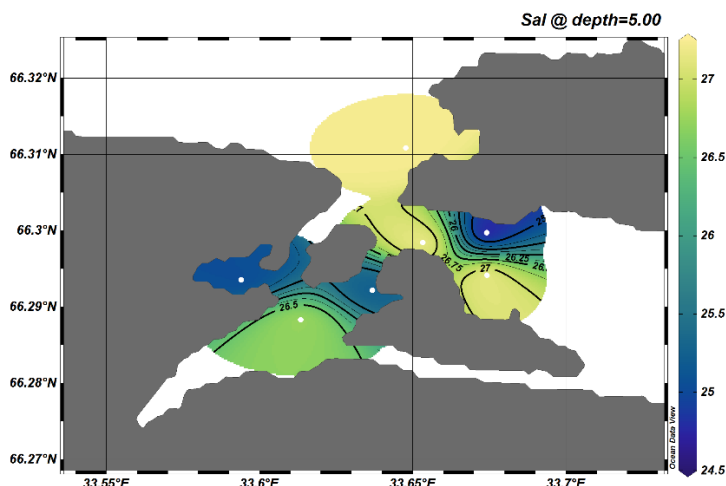 Sal @ depth=5.00
66.32°N
66.31°N
66.3°N
66.29°N
66.28°N
66.27°N
33.55°E
33.6°E
33.65°E
33.7°E
26
25
26.25
26.75
27
26.5
Ocean Data View
27
26.5
26
25.5
25
24.5